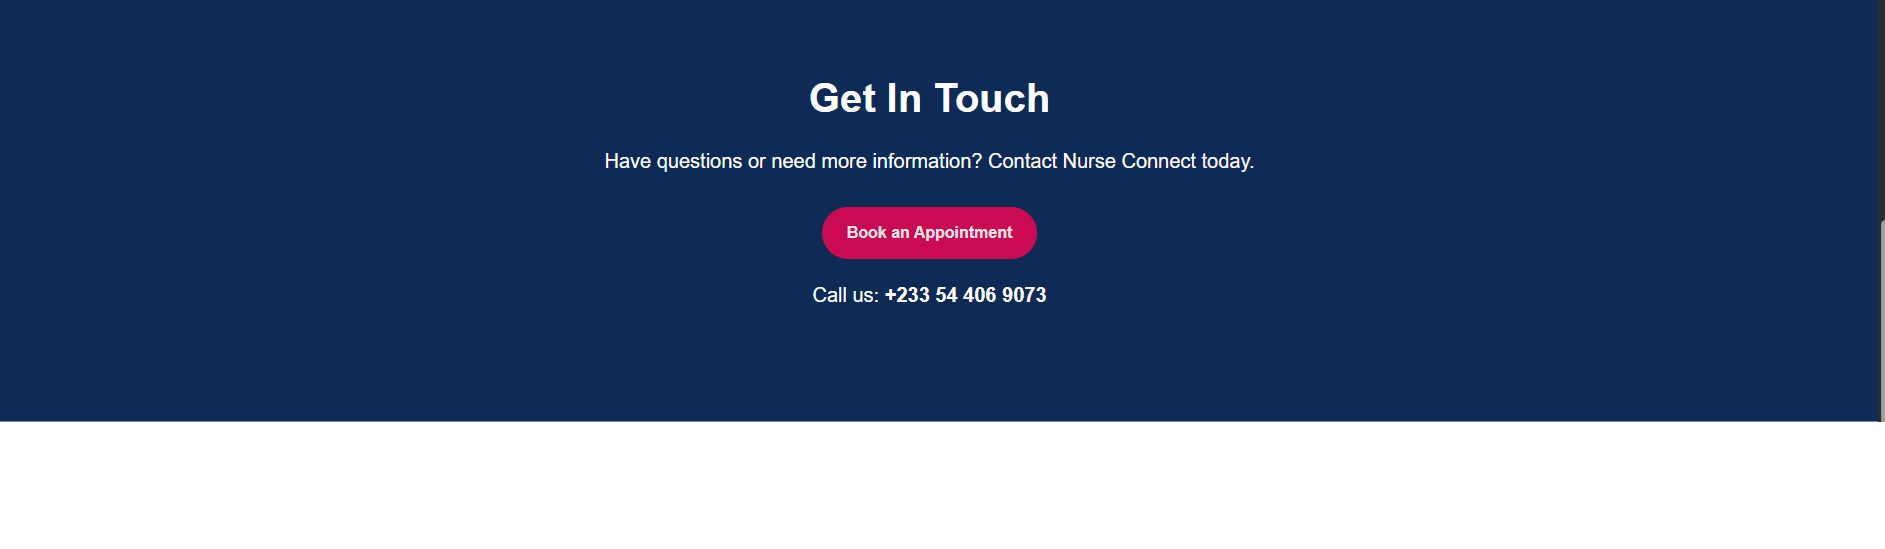 Get In Touch
Have questions or need more information? Contact Nurse Connect today.
Book an Appointment
Call us: +233 54 406 9073